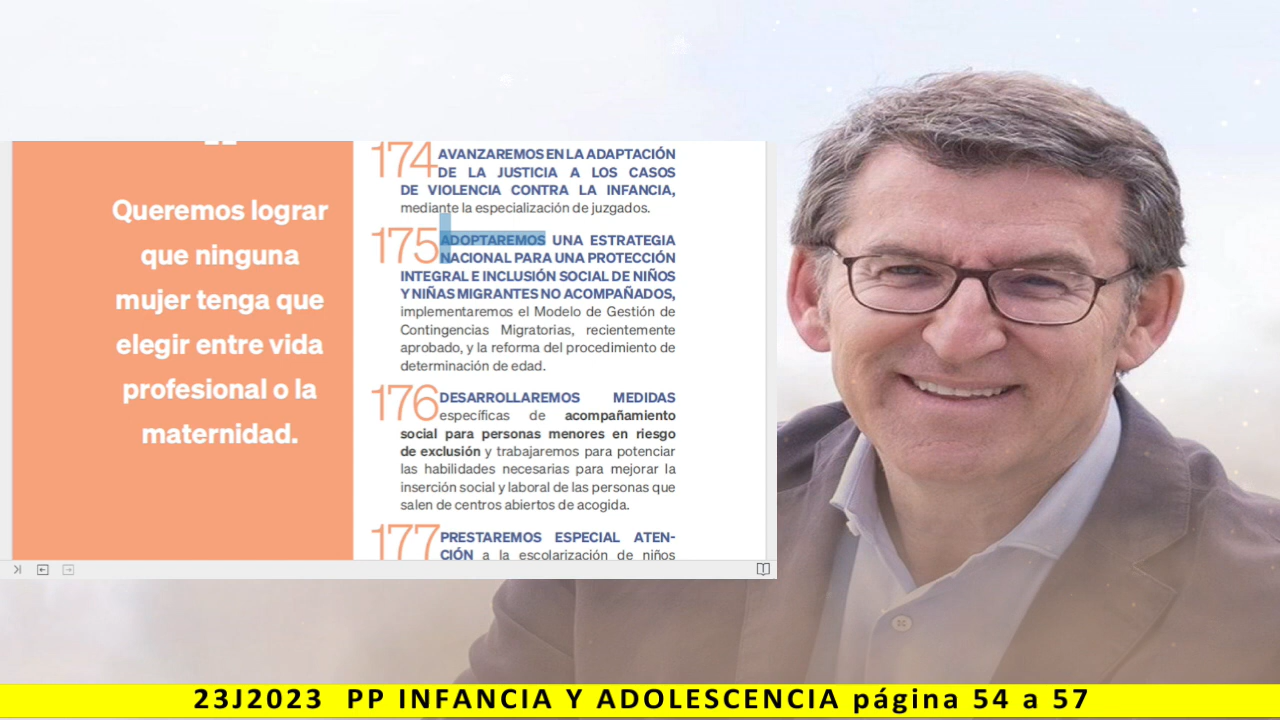 Queremos lograr
que ninguna
mujer tenga que
elegir entre vida
profesional o la
maternidad.
174 AVANZAREMOS EN LA ADAPTACIÓN
DE LA JUSTICIA A LOS CASOS
DE VIOLENCIA CONTRA LA INFANCIA,
mediante la especialización de juzgados.
175 ADOPTAREMOS UNA ESTRATEGIA
NACIONAL PARA UNA PROTECCIÓN
INTEGRAL E INCLUSIÓN SOCIAL DE NIÑOS
Y NIÑAS MIGRANTES NO ACOMPAÑADOS,
implementaremos el Modelo de Gestión de
Contingencias Migratorias, recientemente
aprobado, y la reforma del procedimiento de
determinación de edad.
176 DESARROLLAREMOS MEDIDAS
específicas de acompañamiento
social para personas menores en riesgo
de exclusión y trabajaremos para potenciar
las habilidades necesarias para mejorar la
inserción social y laboral de las personas que
salen de centros abiertos de acogida.
177 PRESTAREMOS ESPECIAL ATEN-
CIÓN a la escolarización de niños
23J2023 PP INFANCIA Y ADOLESCENCIA página 54 a 57